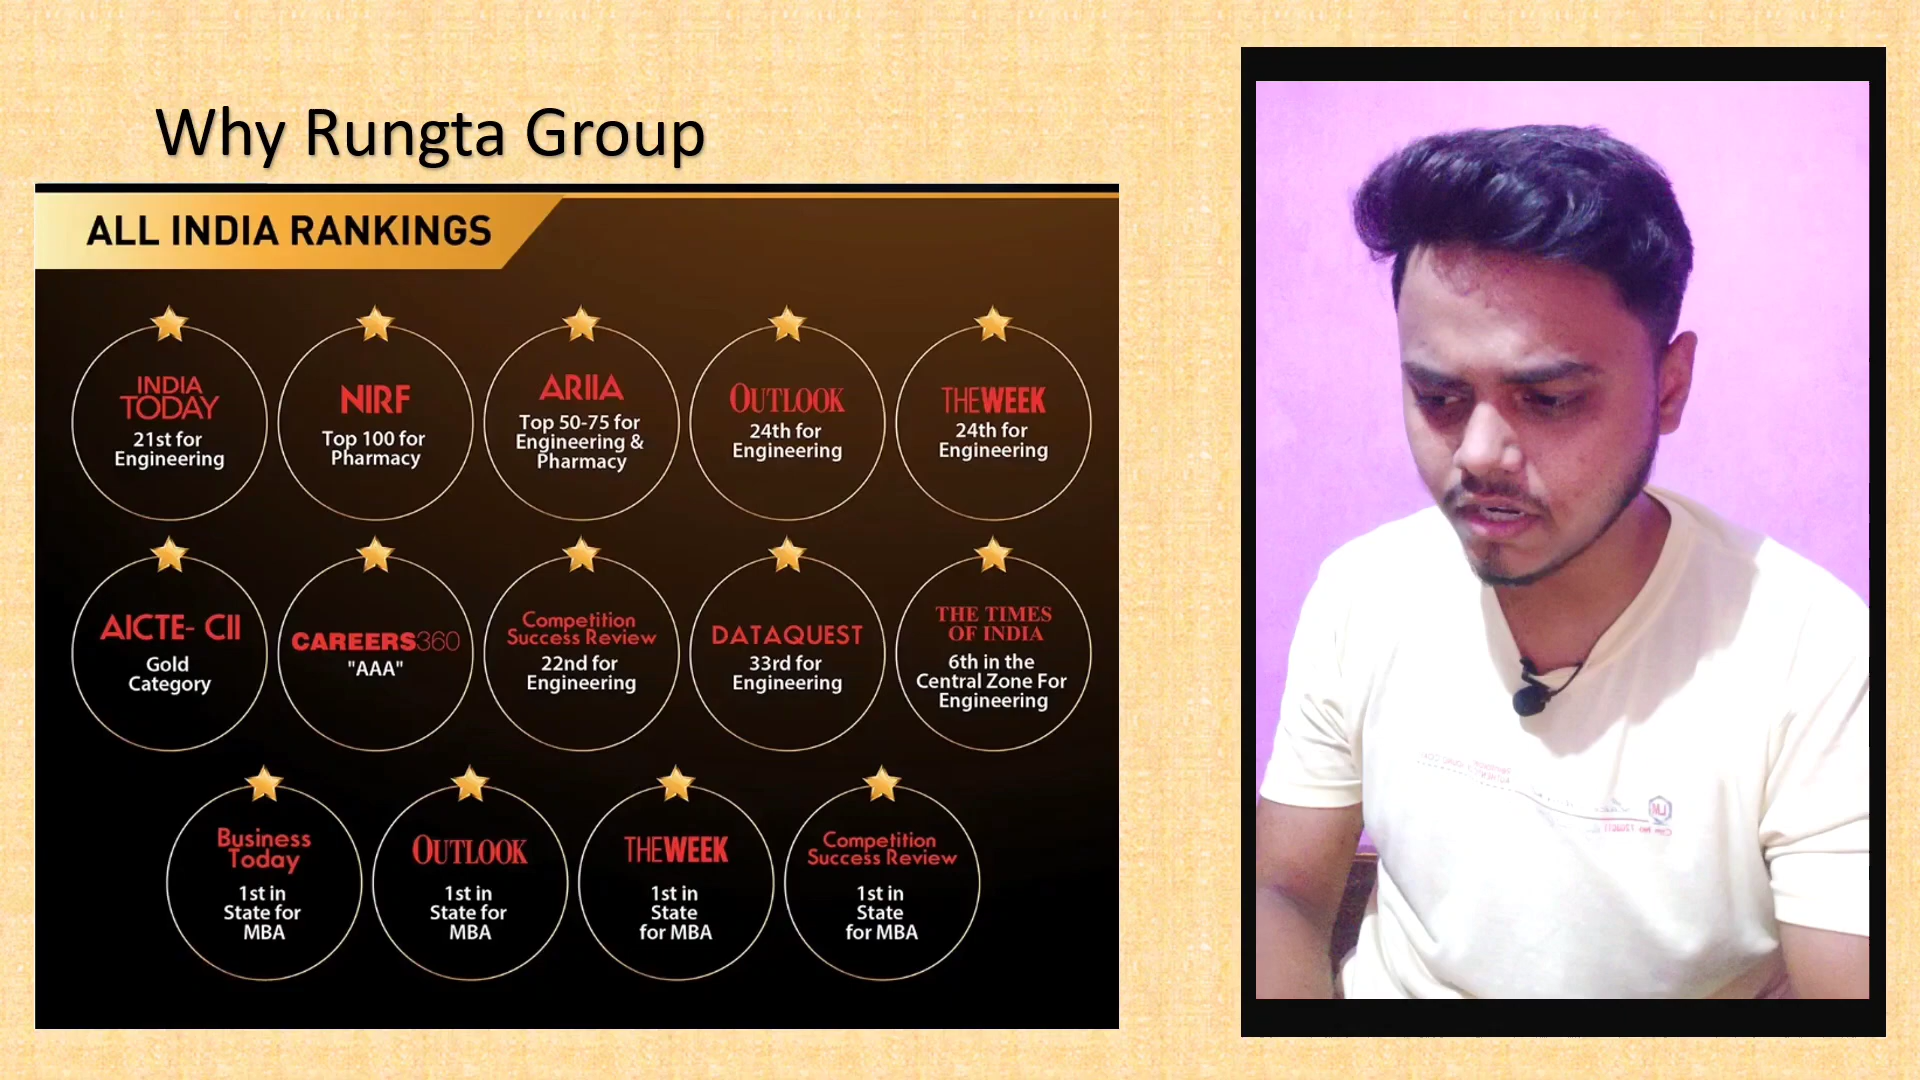 Why Rungta Group
ALL INDIA RANKINGS
INDIA
TODAY
21st for
Engineering
NIRF
Top 100 for
Pharmacy
ARIIA
Top 50-75 for
Engineering &
Pharmacy
OUTLOOK
24th for
Engineering
THEWEEK
24th for
Engineering
AICTE- CII
Gold
Category
CAREERS360
"AAA"
Competition
Success Review
22nd for
Engineering
DATAQUEST
33rd for
Engineering
THE TIMES
OF INDIA
6th in the
Central Zone For
Engineering
Business
Today
1st in
State for
MBA
OUTLOOK
1st in
State for
MBA
THEWEEK
1st in
State
for MBA
Competition
Success Review
1st in
State
for MBA
LM